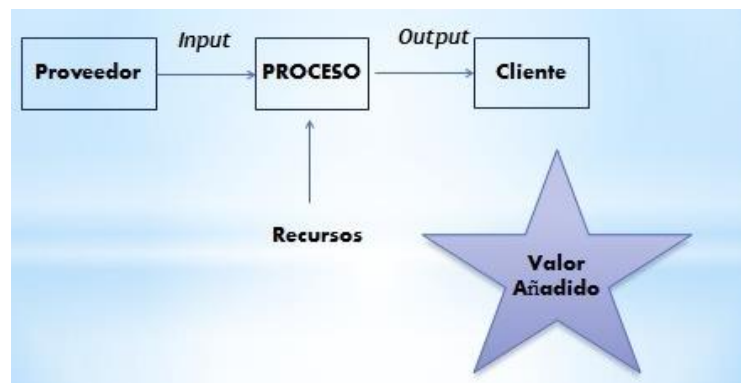 Input
Output
Proveedor
PROCESO
Cliente
Recursos
Valor
Añadido